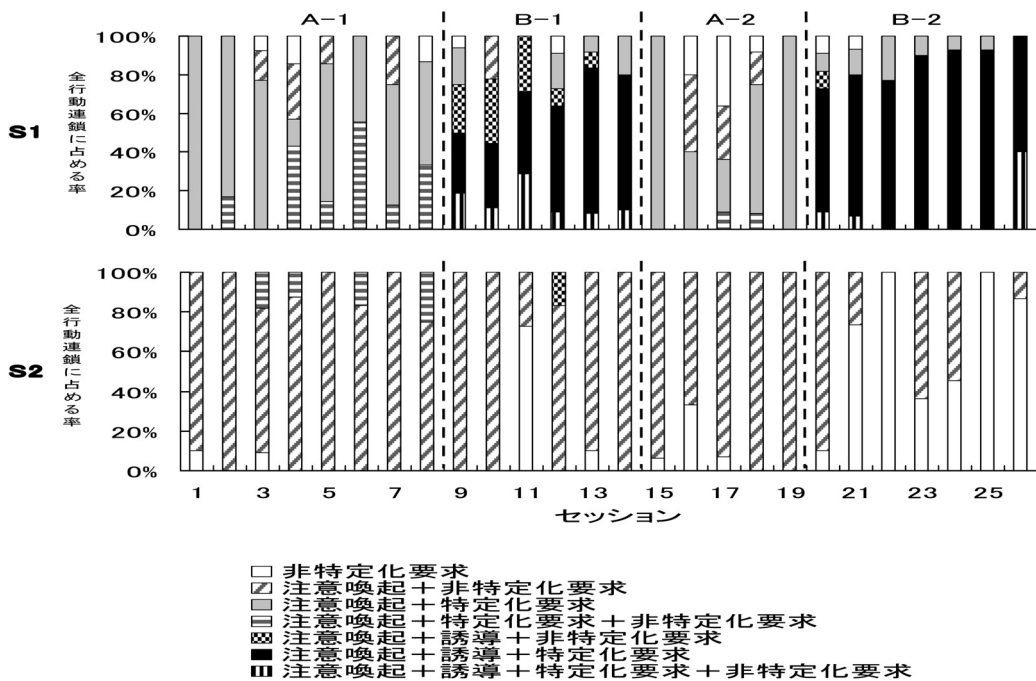 A-1 B-1 A-2 B-2
S1
全行動連鎖に占める率
100%
80%
60%
40%
20%
0%
S2
全行動連鎖に占める率
100%
80%
60%
40%
20%
0%
1 3 5 7 9 11 13 15 17 19 21 23 25
セッション
非特定化要求
注意喚起＋非特定化要求
注意喚起＋特定化要求
注意喚起＋特定化要求＋非特定化要求
注意喚起＋誘導＋非特定化要求
注意喚起＋誘導＋特定化要求
注意喚起＋誘導＋特定化要求＋非特定化要求